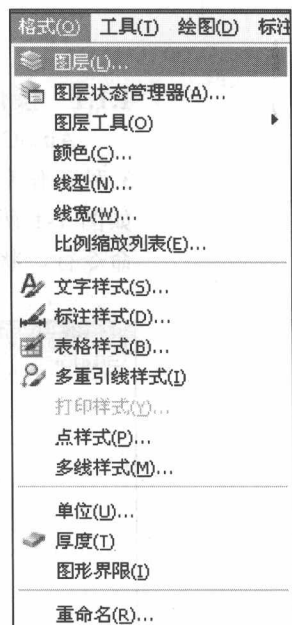 格式(O) 工具(T) 绘图(D) 标注
图层(L)...
图层状态管理器(A)...
图层工具(O)
颜色(C)...
线型(N)...
线宽(W)...
比例缩放列表(E)...
文字样式(S)...
标注样式(D)...
表格样式(B)...
多重引线样式(I)
打印样式(Y)...
点样式(P)...
多线样式(M)...
单位(U)...
厚度(T)
图形界限(I)
重命名(R)...